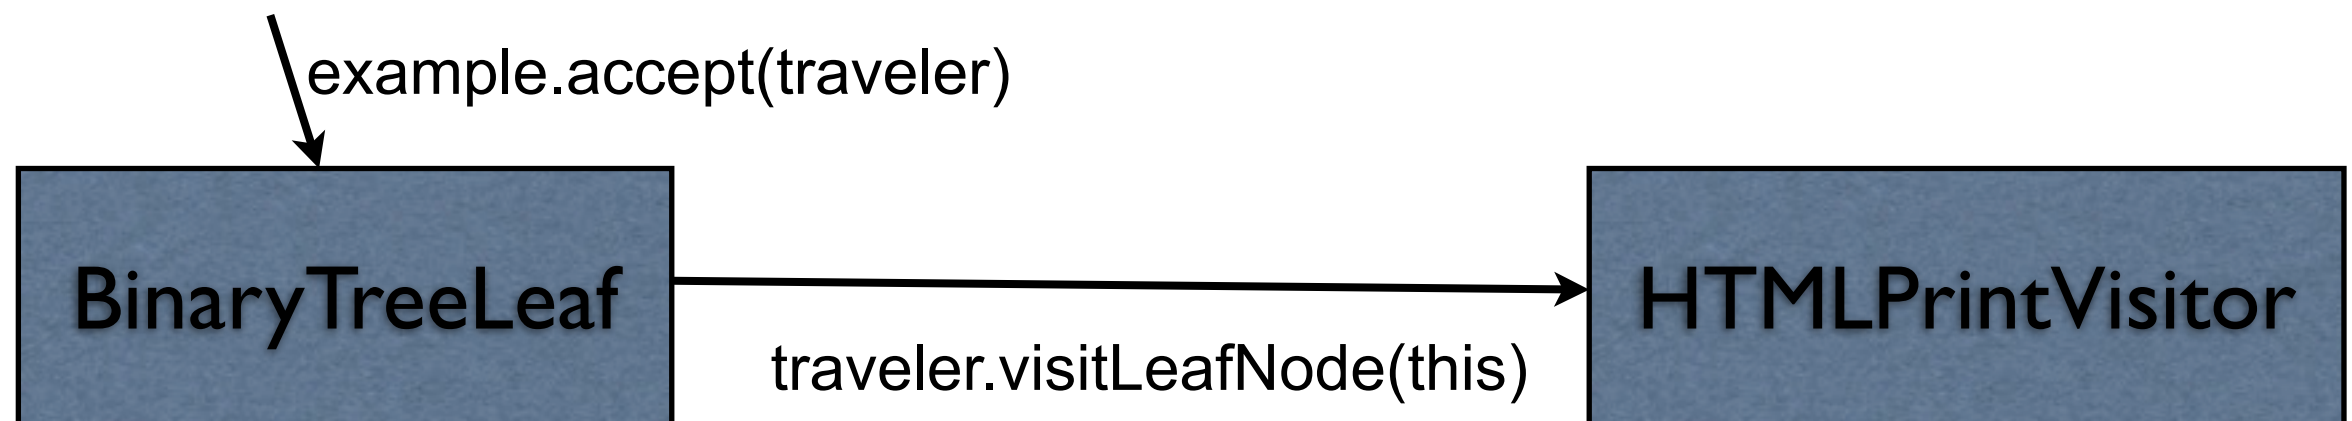 example.accept(traveler)
BinaryTreeLeaf
HTMLPrintVisitor
traveler.visitLeafNode(this)